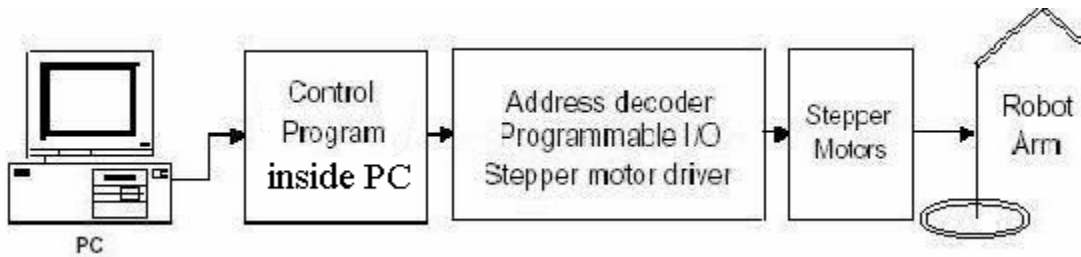 PC
Control
Program
inside PC
Address decoder
Programmable I/O
Stepper motor driver
Stepper
Motors
Robot
Arm